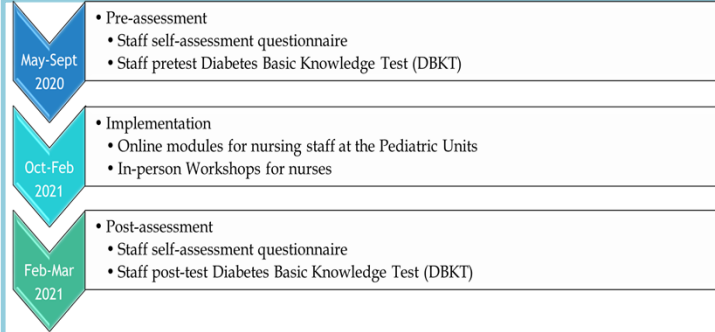 May-Sept
2020
• Pre-assessment
• Staff self-assessment questionnaire
• Staff pretest Diabetes Basic Knowledge Test (DBKT)
Oct-Feb
2021
• Implementation
• Online modules for nursing staff at the Pediatric Units
• In-person Workshops for nurses
Feb-Mar
2021
• Post-assessment
• Staff self-assessment questionnaire
• Staff post-test Diabetes Basic Knowledge Test (DBKT)